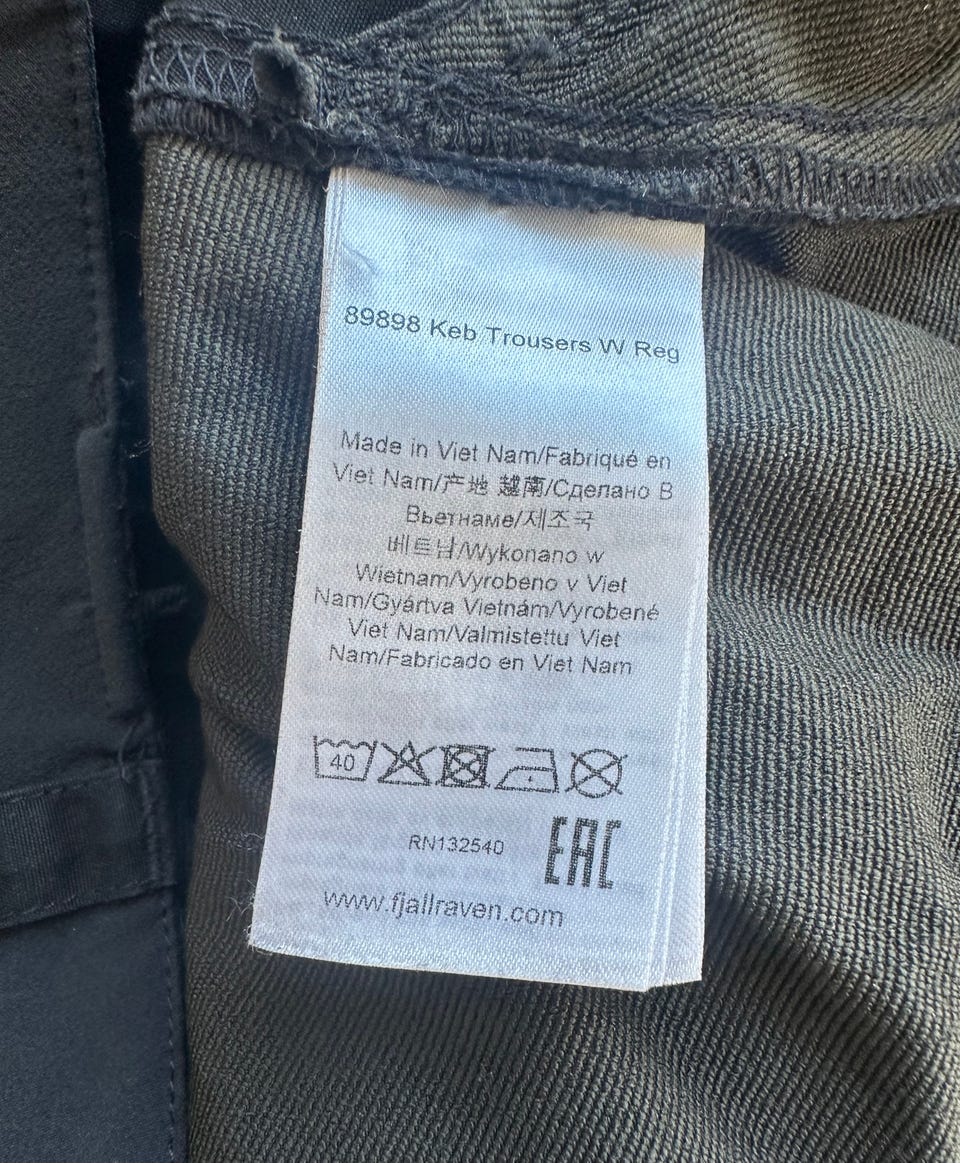 89898 Keb Trousers W Reg
Made in Viet Nam/Fabriqué en
Viet Nam/产地 越南/Сделано В
Вьетнаме/제조국
베트남/Wykonano w
Wietnam/Vyrobeno v Viet
Nam/Gyártva Vietnám/Vyrobené
Viet Nam/Valmistettu Viet
Nam/Fabricado en Viet Nam
40
RN132540 EAC
www.fjallraven.com